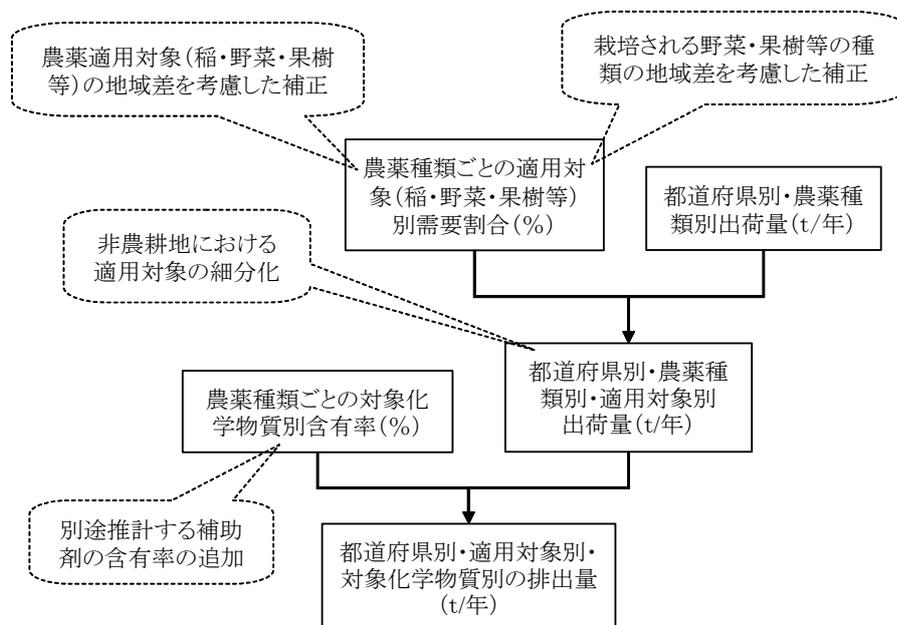 農薬適用対象(稲・野菜・果樹
等)の地域差を考慮した補正
栽培される野菜・果樹等の種
類の地域差を考慮した補正
農薬種類ごとの適用対
象(稲・野菜・果樹等)
別需要割合(%)
都道府県別・農薬種
類別出荷量(t/年)
非農耕地における
適用対象の細分化
都道府県別・農薬種
類別・適用対象別
出荷量(t/年)
農薬種類ごとの対象化
学物質別含有率(%)
別途推計する補助
剤の含有率の追加
都道府県別・適用対象別・
対象化学物質別の排出量
(t/年)